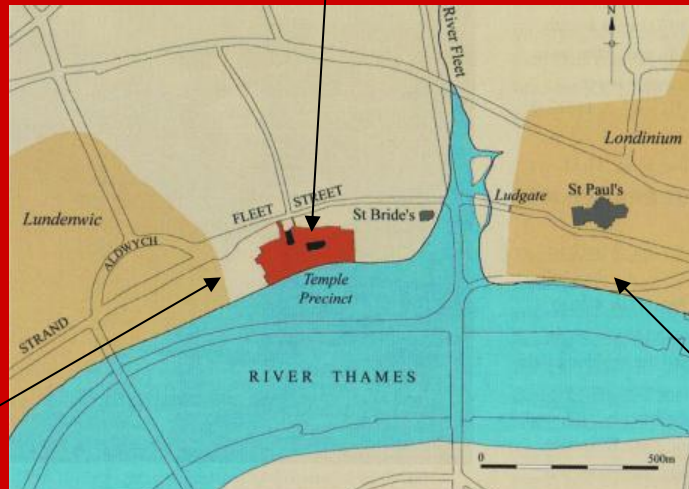 River Fleet
N
Londinium
Lundenwic
FLEET STREET
St Bride's
Ludgate
St Paul's
ALDWYCH
Temple
Precinct
STRAND
RIVER THAMES
0 500m